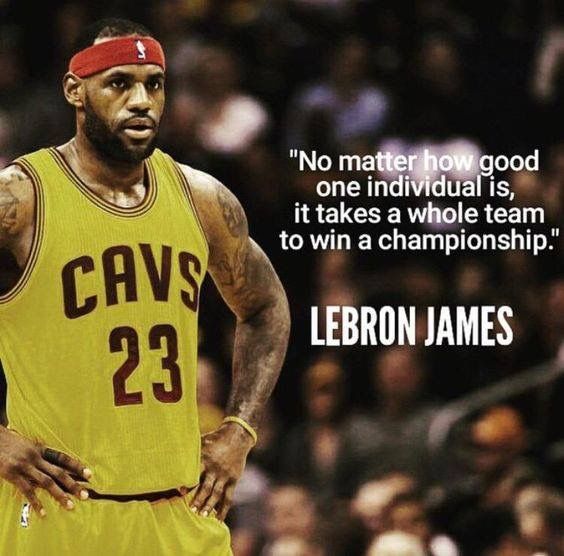 "No matter how good
one individual is,
it takes a whole team
to win a championship."
LEBRON JAMES
CAVS
23